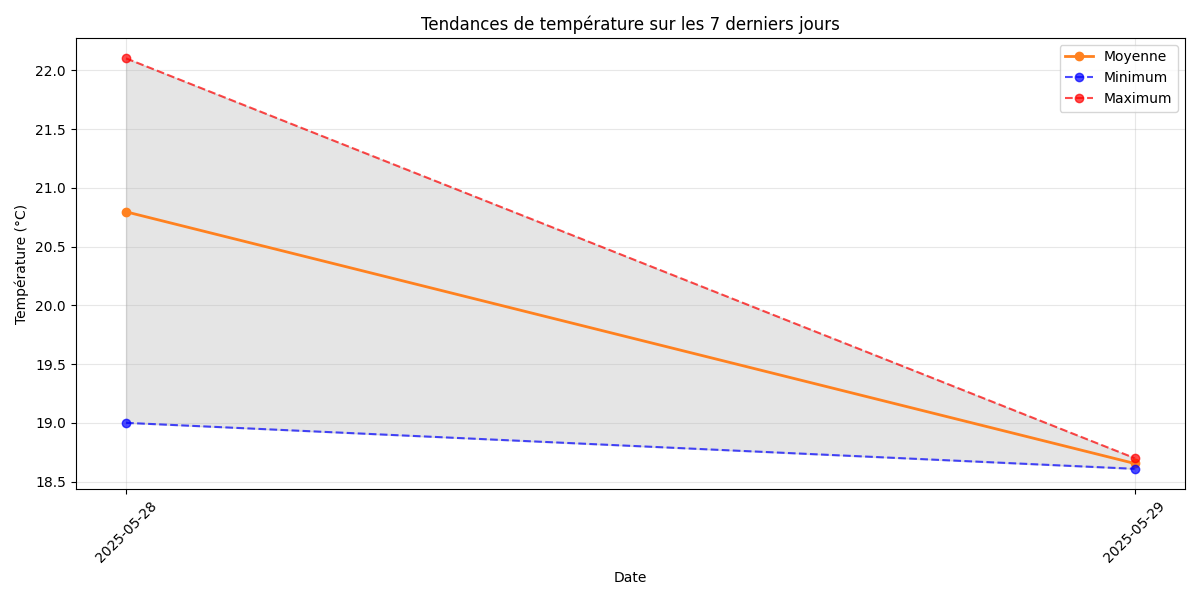 Tendances de température sur les 7 derniers jours
Moyenne
Minimum
Maximum
Température (°C)
22.0
21.5
21.0
20.5
20.0
19.5
19.0
18.5
2025-05-28
2025-05-29
Date